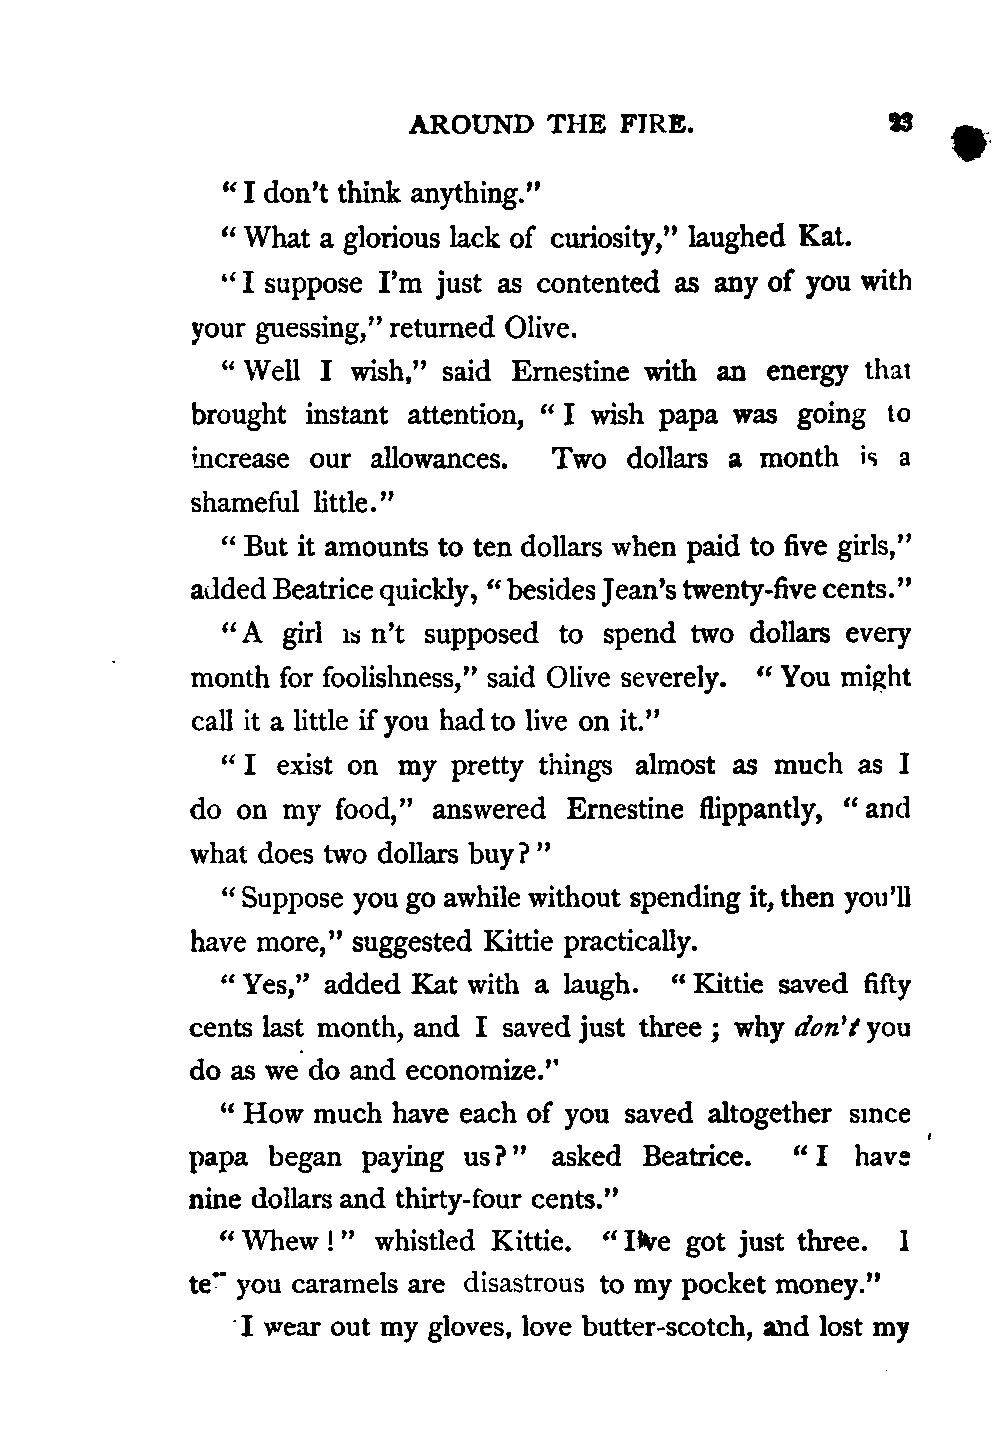 AROUND THE FIRE. 23
“I don't think anything.”
“What a glorious lack of curiosity,” laughed Kat.
“I suppose I'm just as contented as any of you with
your guessing,” returned Olive.
“Well I wish,” said Ernestine with an energy that
brought instant attention, “I wish papa was going to
increase our allowances. Two dollars a month is a
shameful little.”
“But it amounts to ten dollars when paid to five girls,”
added Beatrice quickly, “besides Jean's twenty-five cents.”
“A girl is n't supposed to spend two dollars every
month for foolishness,” said Olive severely. “You might
call it a little if you had to live on it.”
“I exist on my pretty things almost as much as I
do on my food,” answered Ernestine flippantly, “and
what does two dollars buy?”
“Suppose you go awhile without spending it, then you'll
have more,” suggested Kittie practically.
“Yes,” added Kat with a laugh. “Kittie saved fifty
cents last month, and I saved just three; why don't you
do as we do and economize.”
“How much have each of you saved altogether since
papa began paying us?” asked Beatrice. “I have
nine dollars and thirty-four cents.”
“Whew!” whistled Kittie. “I've got just three. I
te you caramels are disastrous to my pocket money.”
I wear out my gloves, love butter-scotch, and lost my